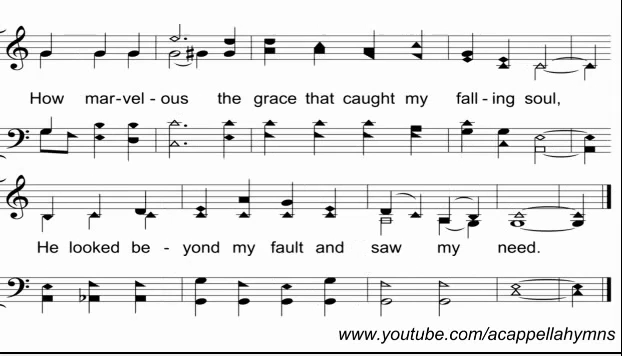 How mar-vel-ous the grace that caught my fall-ing soul,
He looked be-yond my fault and saw my need.
www.youtube.com/acappellahymns